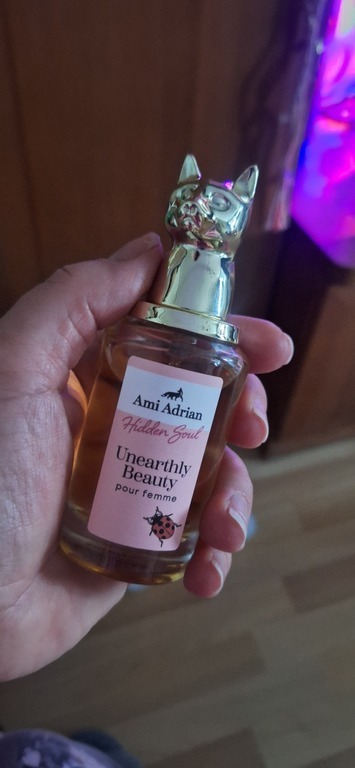 Ami Adrian
Hidden Soul
Unearthly
Beauty
pour femme